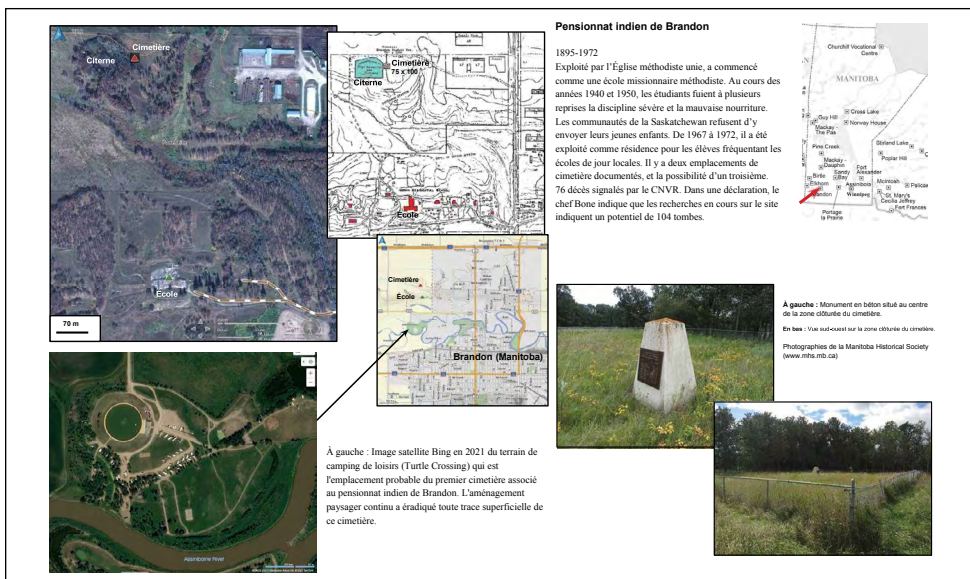 Pensionnat indien de Brandon
1895-1972
Exploité par l'Église méthodiste unie, a commencé
comme une école missionnaire méthodiste. Au cours des
années 1940 et 1950, les étudiants fuient à plusieurs
reprises la discipline sévère et la mauvaise nourriture.
Les communautés de la Saskatchewan refusent d'y
envoyer leurs jeunes enfants. De 1967 à 1972, il a été
exploité comme résidence pour les élèves fréquentant les
écoles de jour locales. Il y a deux emplacements de
cimetière documentés, et la possibilité d'un troisième.
76 décès signalés par le CNVR. Dans une déclaration, le
chef Bone indique que les recherches en cours sur le site
indiquent un potentiel de 104 tombes.
Cimetière
Citerne
École
70 m
Cimetière
75 x 100
Citerne
École
Churchill Vocational
Centre
MANITOBA
Cross Lake
Guy Hill
Norway House
Mackay -
The Pas
Stirland Lake
Pine Creek
Poplar Hill
Mackay -
Dauphin
Fort
Alexander
Sandy
Bay
Birtle
McIntosh
Elkhorn
Assiniboia
Pelican
Brandon
Winnipeg
St. Mary's
Cecilia Jeffrey
Fort Frances
Portage
la Prairie
Cimetière
École
Brandon (Manitoba)
À gauche : Monument en béton situé au centre
de la zone clôturée du cimetière.
En bas : Vue sud-ouest sur la zone clôturée du cimetière.
Photographies de la Manitoba Historical Society
(www.mhs.mb.ca)
Assiniboine River
À gauche : Image satellite Bing en 2021 du terrain de
camping de loisirs (Turtle Crossing) qui est
l'emplacement probable du premier cimetière associé
au pensionnat indien de Brandon. L'aménagement
paysager continu a éradiqué toute trace superficielle de
ce cimetière.